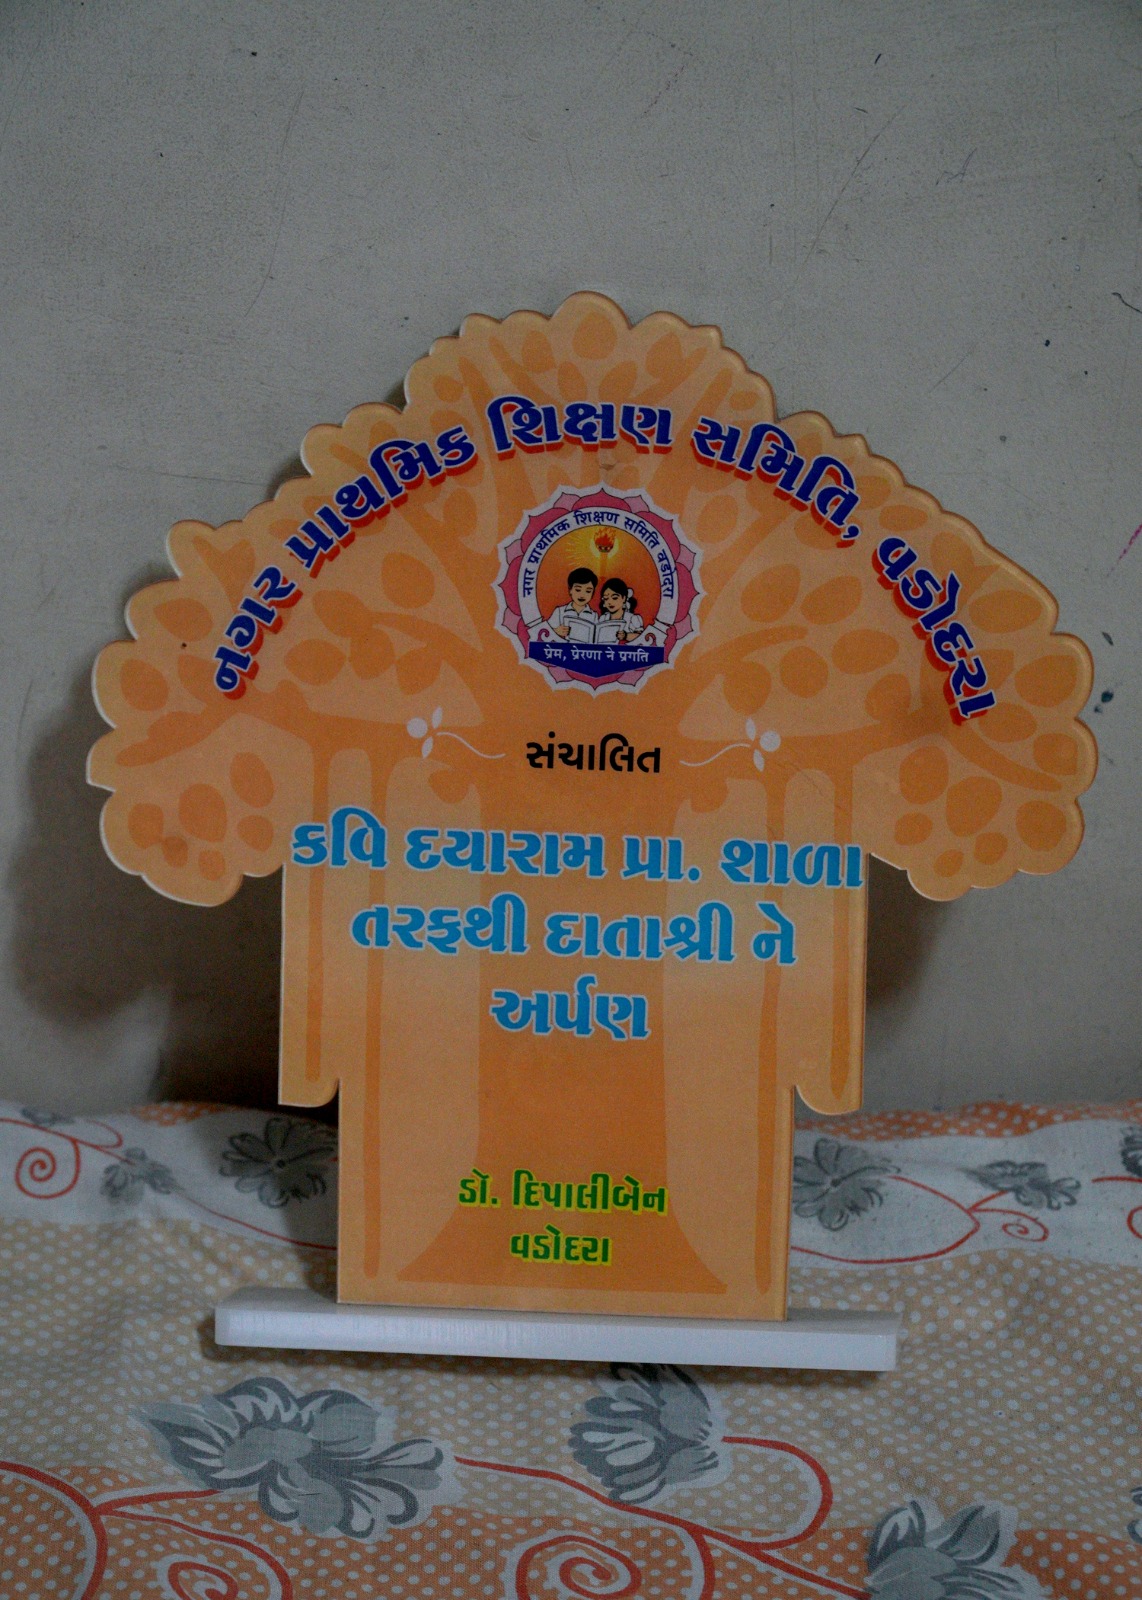 નગર પ્રાથમિક શિક્ષણ સમિતિ, વડોદરા
નગર પ્રાથમિક શિક્ષણ સમિતિ વડોદરા
પ્રેમ, પ્રેરણા ને પ્રગતિ
સંચાલિત
કવિ દયારામ પ્રા. શાળા
તરફથી દાતાશ્રી ને
અર્પણ
ડૉ. દિપાલીબેન
વડોદરા